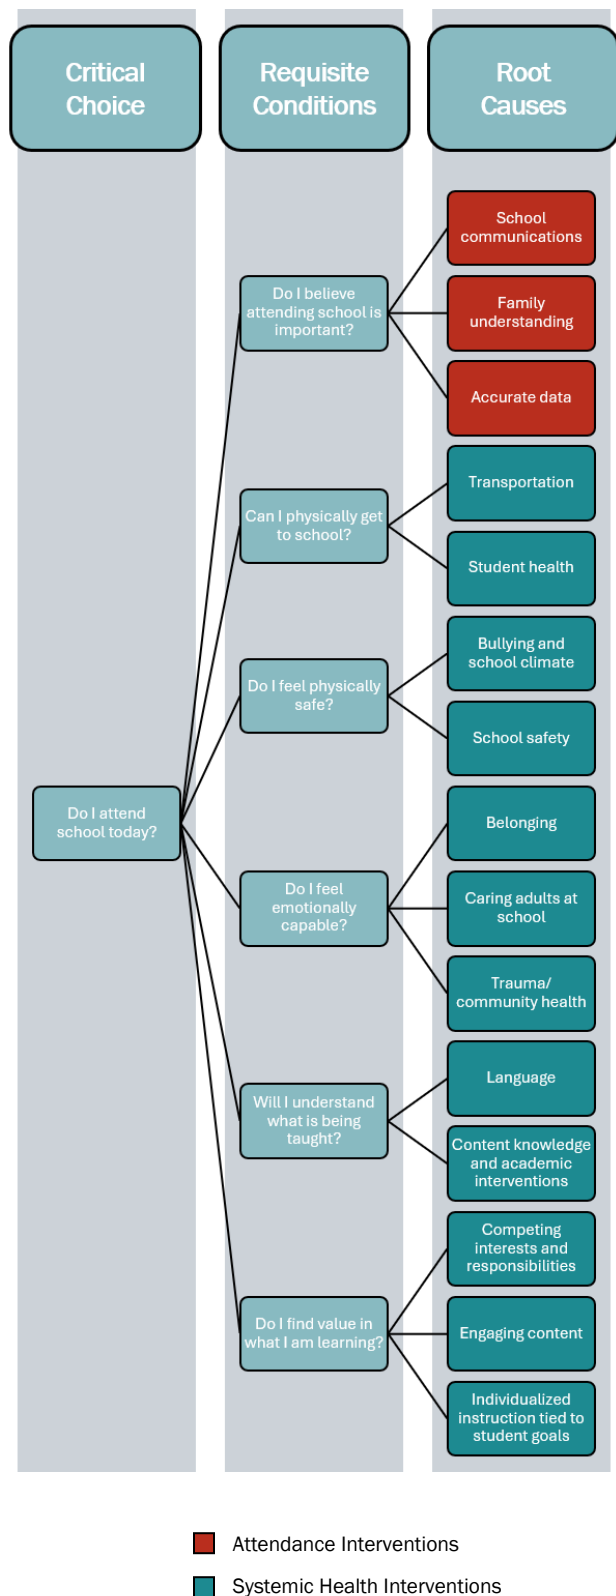 Critical
Choice
Requisite
Conditions
Root
Causes
School
communications
Do I believe
attending school is
important?
Family
understanding
Accurate data
Transportation
Can I physically get
to school?
Student health
Bullying and
school climate
Do I feel physically
safe?
School safety
Do I attend
school today?
Belonging
Do I feel
emotionally
capable?
Caring adults at
school
Trauma/
community health
Language
Will I understand
what is being
taught?
Content knowledge
and academic
interventions
Competing
interests and
responsibilities
Do I find value in
what I am learning?
Engaging content
Individualized
instruction tied to
student goals
Attendance Interventions
Systemic Health Interventions